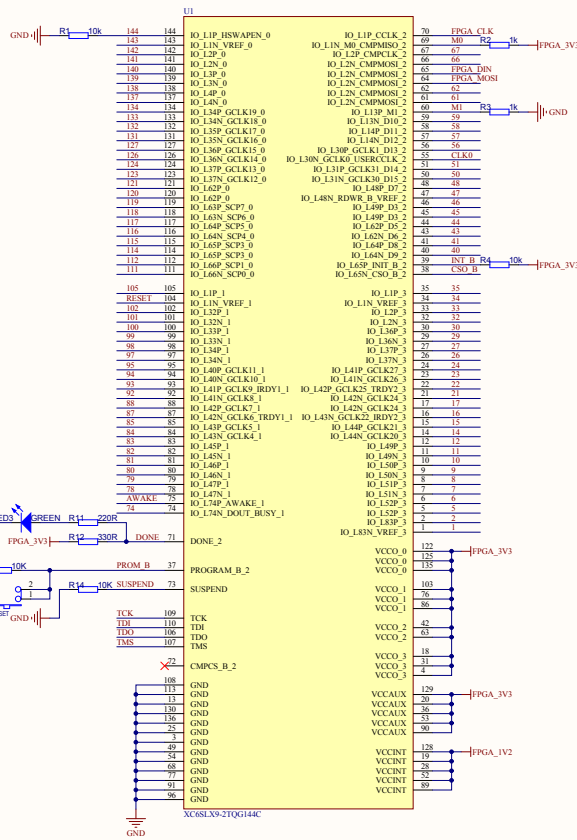 U1
GND R1 10k 144 144 IO_L1P_HSWAPEN_0 IO_L1P_CCLK_2 70 FPGA_CLK
143 143 IO_L1N_VREF_0 IO_L1N_M0_CMPMISO_2 69 M0 R2 1k FPGA_3V3
142 142 IO_L2P_0 IO_L2P_CMPCLK_2 67 67
141 141 IO_L2N_0 IO_L2N_CMPMOSI_2 66 66
140 140 IO_L3P_0 IO_L2N_CMPMOSI_2 65 FPGA_DIN
139 139 IO_L3N_0 IO_L2N_CMPMOSI_2 64 FPGA_MOSI
138 138 IO_L4P_0 IO_L2N_CMPMOSI_2 62 62
137 137 IO_L4N_0 IO_L2N_CMPMOSI_2 61 61
134 134 IO_L34P_GCLK19_0 IO_L13P_M1_2 60 M1 R3 1k GND
133 133 IO_L34N_GCLK18_0 IO_L13N_D10_2 59 59
132 132 IO_L35P_GCLK17_0 IO_L14P_D11_2 58 58
131 131 IO_L35N_GCLK16_0 IO_L14N_D12_2 57 57
127 127 IO_L36P_GCLK15_0 IO_L30P_GCLK1_D13_2 56 56
126 126 IO_L36N_GCLK14_0 IO_L30N_GCLK0_USERCCLK_2 55 CLK0
124 124 IO_L37P_GCLK13_0 IO_L31P_GCLK31_D14_2 51 51
123 123 IO_L37N_GCLK12_0 IO_L31N_GCLK30_D15_2 50 50
121 121 IO_L62P_0 IO_L48P_D7_2 48 48
120 120 IO_L62P_0 IO_L48N_RDWR_B_VREF_2 47 47
119 119 IO_L63P_SCP7_0 IO_L49P_D3_2 46 46
118 118 IO_L63N_SCP6_0 IO_L49P_D3_2 45 45
117 117 IO_L64P_SCP5_0 IO_L62P_D5_2 44 44
116 116 IO_L64N_SCP4_0 IO_L62N_D6_2 43 43
115 115 IO_L65P_SCP3_0 IO_L64P_D8_2 41 41
114 114 IO_L65P_SCP3_0 IO_L64N_D9_2 40 40
112 112 IO_L66P_SCP1_0 IO_L65P_INIT_B_2 39 INT_B R4 10k FPGA_3V3
111 111 IO_L66N_SCP0_0 IO_L65N_CSO_B_2 38 CSO_B
105 105 IO_L1P_1 IO_L1P_3 35 35
RESET 104 IO_L1N_VREF_1 IO_L1N_VREF_3 34 34
102 102 IO_L32P_1 IO_L2P_3 33 33
101 101 IO_L32N_1 IO_L2N_3 32 32
100 100 IO_L33P_1 IO_L36P_3 30 30
99 99 IO_L33N_1 IO_L36N_3 29 29
98 98 IO_L34P_1 IO_L37P_3 27 27
97 97 IO_L34N_1 IO_L37N_3 26 26
95 95 IO_L40P_GCLK11_1 IO_L41P_GCLK27_3 24 24
94 94 IO_L40N_GCLK10_1 IO_L41N_GCLK26_3 23 23
93 93 IO_L41P_GCLK9_IRDY1_1 IO_L42P_GCLK25_TRDY2_3 22 22
92 92 IO_L41N_GCLK8_1 IO_L42N_GCLK24_3 21 21
88 88 IO_L42P_GCLK7_1 IO_L42N_GCLK24_3 17 17
87 87 IO_L42N_GCLK6_TRDY1_1 IO_L43N_GCLK22_IRDY2_3 16 16
85 85 IO_L43P_GCLK5_1 IO_L44P_GCLK21_3 15 15
84 84 IO_L43N_GCLK4_1 IO_L44N_GCLK20_3 14 14
83 83 IO_L45P_1 IO_L49P_3 12 12
82 82 IO_L45N_1 IO_L49N_3 11 11
81 81 IO_L46P_1 IO_L50P_3 10 10
80 80 IO_L46N_1 IO_L50N_3 9 9
79 79 IO_L47P_1 IO_L51P_3 8 8
78 78 IO_L47N_1 IO_L51N_3 7 7
AWAKE 75 IO_L74P_AWAKE_1 IO_L52P_3 6 6
74 74 IO_L74N_DOUT_BUSY_1 IO_L52P_3 5 5
IO_L83P_3 2 2
IO_L83N_VREF_3 1 1
ED3 GREEN R11 220R
FPGA_3V3 R12 330R DONE 71 DONE_2 VCCO_0 122 FPGA_3V3
VCCO_0 125
VCCO_0 135
10K PROM_B 37 PROGRAM_B_2
2 R14 10K SUSPEND 73 SUSPEND VCCO_1 103
1 VCCO_1 76
SET VCCO_1 86
GND
TCK 109 TCK VCCO_2 42
TDI 110 TDI VCCO_2 63
TDO 106 TDO
TMS 107 TMS VCCO_3 18
72 CMPCS_B_2 VCCO_3 31
VCCO_3 4
108 GND
113 GND VCCAUX 129 FPGA_3V3
13 GND VCCAUX 20
130 GND VCCAUX 36
136 GND VCCAUX 53
25 GND VCCAUX 90
3 GND
49 GND VCCINT 128 FPGA_1V2
54 GND VCCINT 19
68 GND VCCINT 28
77 GND VCCINT 52
91 GND VCCINT 89
96 GND
XC6SLX9-2TQG144C
GND